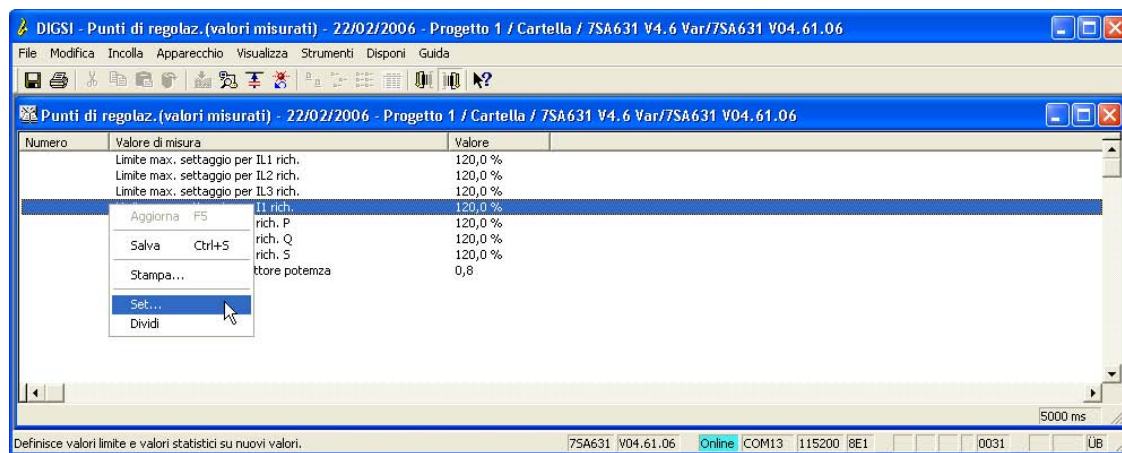 DIGSI - Punti di regolaz.(valori misurati) - 22/02/2006 - Progetto 1 / Cartella / 7SA631 V4.6 Var/7SA631 V04.61.06
File Modifica Incolla Apparecchio Visualizza Strumenti Disponi Guida
Punti di regolaz.(valori misurati) - 22/02/2006 - Progetto 1 / Cartella / 7SA631 V4.6 Var/7SA631 V04.61.06
Numero Valore di misura Valore
Limite max. settaggio per IL1 rich. 120,0 %
Limite max. settaggio per IL2 rich. 120,0 %
Limite max. settaggio per IL3 rich. 120,0 %
I1 rich. 120,0 %
rich. P 120,0 %
rich. Q 120,0 %
rich. S 120,0 %
ttore potemza 0,8
Aggiorna F5
Salva Ctrl+S
Stampa...
Set...
Dividi
5000 ms
Definisce valori limite e valori statistici su nuovi valori. 7SA631 V04.61.06 Online COM13 115200 8E1 0031 ÜB